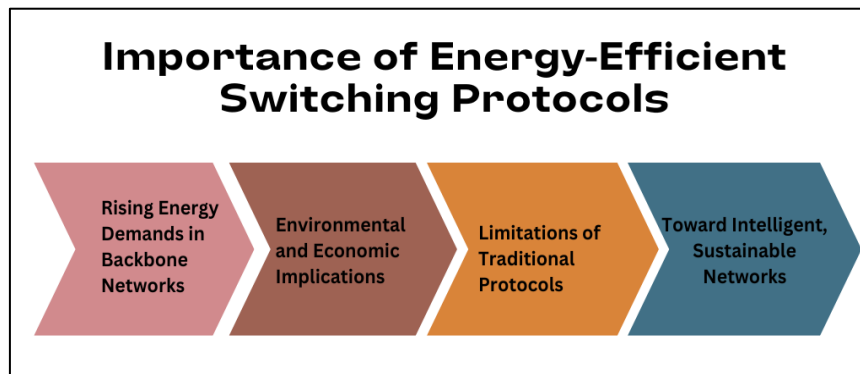 Importance of Energy-Efficient
Switching Protocols
Rising Energy
Demands in
Backbone
Networks
Environmental
and Economic
Implications
Limitations of
Traditional
Protocols
Toward Intelligent,
Sustainable
Networks